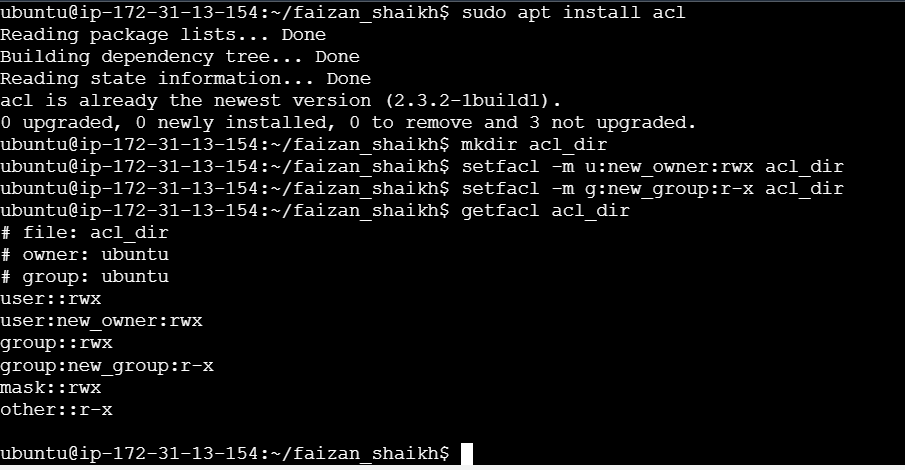 ubuntu@ip-172-31-13-154:~/faizan_shaikh$ sudo apt install acl
Reading package lists... Done
Building dependency tree... Done
Reading state information... Done
acl is already the newest version (2.3.2-1build1).
0 upgraded, 0 newly installed, 0 to remove and 3 not upgraded.
ubuntu@ip-172-31-13-154:~/faizan_shaikh$ mkdir acl_dir
ubuntu@ip-172-31-13-154:~/faizan_shaikh$ setfacl -m u:new_owner:rwx acl_dir
ubuntu@ip-172-31-13-154:~/faizan_shaikh$ setfacl -m g:new_group:r-x acl_dir
ubuntu@ip-172-31-13-154:~/faizan_shaikh$ getfacl acl_dir
# file: acl_dir
# owner: ubuntu
# group: ubuntu
user::rwx
user:new_owner:rwx
group::rwx
group:new_group:r-x
mask::rwx
other::r-x
ubuntu@ip-172-31-13-154:~/faizan_shaikh$